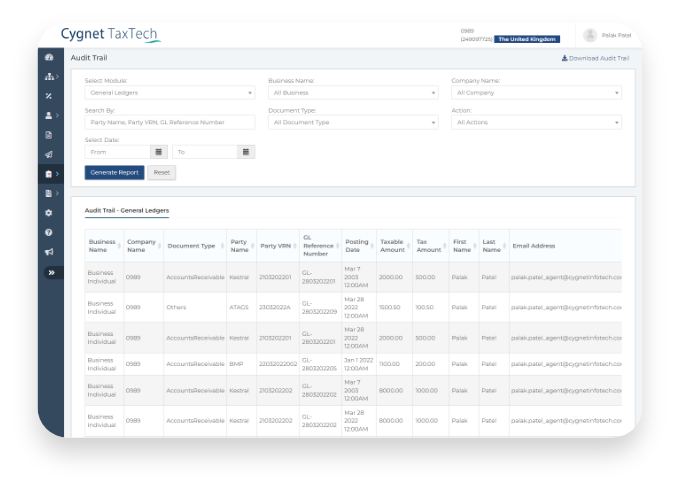 Cygnet TaxTech
0989
(249097725) The United Kingdom
Palak Patel
Audit Trail
Download Audit Trail
Select Module:
Business Name:
Company Name:
General Ledgers
All Business
All Company
Search By:
Document Type:
Action:
Party Name, Party VRN, GL Reference Number
All Document Type
All Actions
Select Date:
From
To
Generate Report
Reset
Audit Trail - General Ledgers
Business Name Company Name Document Type Party Name Party VRN GL Reference Number Posting Date Taxable Amount Tax Amount First Name Last Name Email Address
Business Individual 0989 AccountsReceivable Kestral 2103202201 GL-2803202201 Mar 7 2003 12:00AM 2000.00 500.00 Palak Patel palak.patel_agent@cygnetinfotech.co
Business Individual 0989 Others ATAGS 23032022A GL-2803202209 Mar 28 2022 12:00AM 1500.50 100.50 Palak Patel palak.patel_agent@cygnetinfotech.co
Business Individual 0989 AccountsReceivable Kestral 2103202201 GL-2803202201 Mar 28 2022 12:00AM 2000.00 500.00 Palak Patel palak.patel_agent@cygnetinfotech.co
Business Individual 0989 AccountsReceivable BMP 22032022002 GL-2803202205 Jan 1 2022 12:00AM 1100.00 200.00 Palak Patel palak.patel_agent@cygnetinfotech.co
Business Individual 0989 AccountsReceivable Kestral 2103202202 GL-2803202202 Mar 7 2003 12:00AM 8000.00 1000.00 Palak Patel palak.patel_agent@cygnetinfotech.co
Business Individual 0989 AccountsReceivable Kestral 2103202202 GL-2803202202 Mar 28 2022 12:00AM 8000.00 1000.00 Palak Patel palak.patel_agent@cygnetinfotech.co